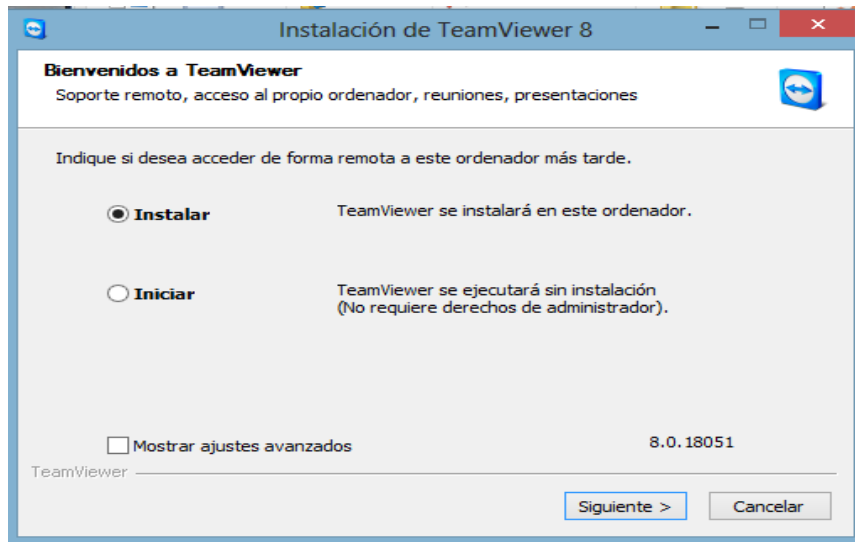 Instalación de TeamViewer 8
Bienvenidos a TeamViewer
Soporte remoto, acceso al propio ordenador, reuniones, presentaciones
Indique si desea acceder de forma remota a este ordenador más tarde.
Instalar
TeamViewer se instalará en este ordenador.
Iniciar
TeamViewer se ejecutará sin instalación
(No requiere derechos de administrador).
Mostrar ajustes avanzados
8.0.18051
TeamViewer
Siguiente >
Cancelar